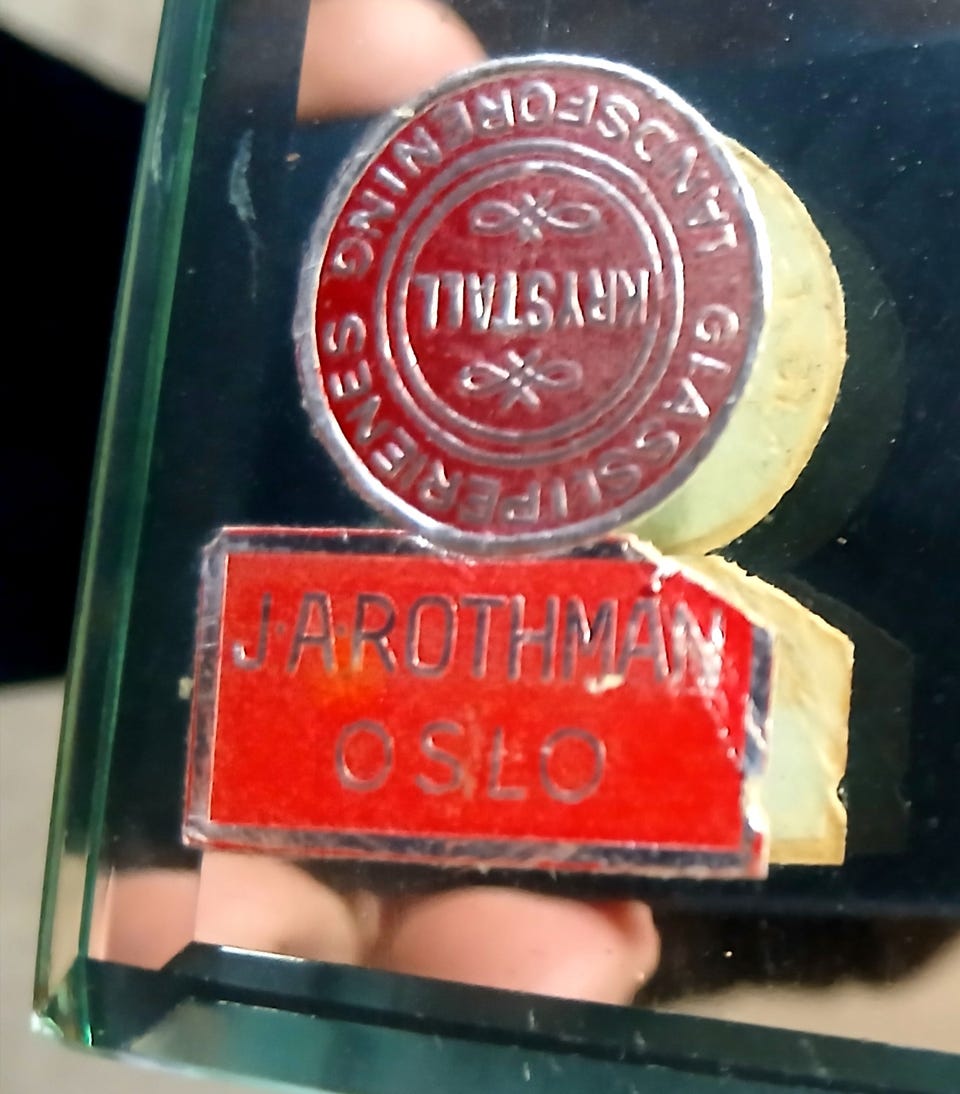 GLASSLIPERIENES
KRYSTALL
LANDSFORENING
J·A·ROTHMAN
OSLO